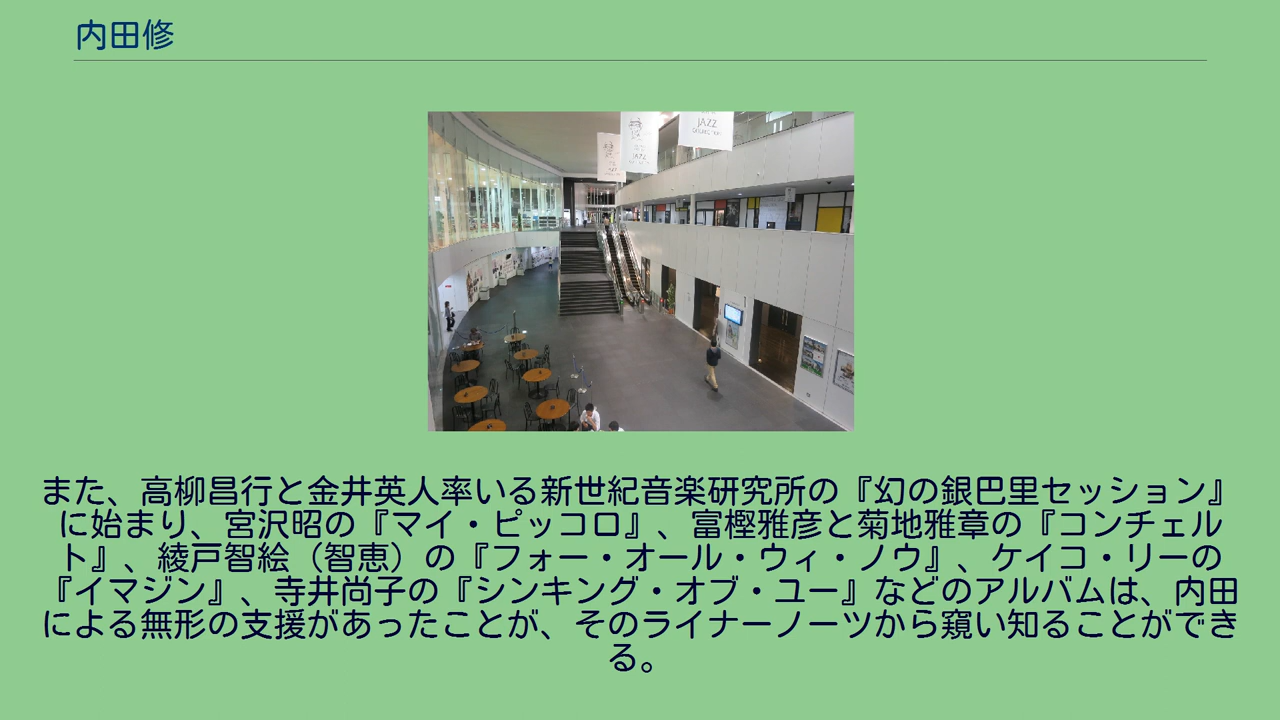 内田修
JAZZ
JAZZ
また、高柳昌行と金井英人率いる新世紀音楽研究所の『幻の銀巴里セッション』
に始まり、宮沢昭の『マイ・ピッコロ』、富樫雅彦と菊地雅章の『コンチェル
ト』、綾戸智絵（智恵）の『フォー・オール・ウィ・ノウ』、ケイコ・リーの
『イマジン』、寺井尚子の『シンキング・オブ・ユー』などのアルバムは、内田
による無形の支援があったことが、そのライナーノーツから窺い知ることができ
る。